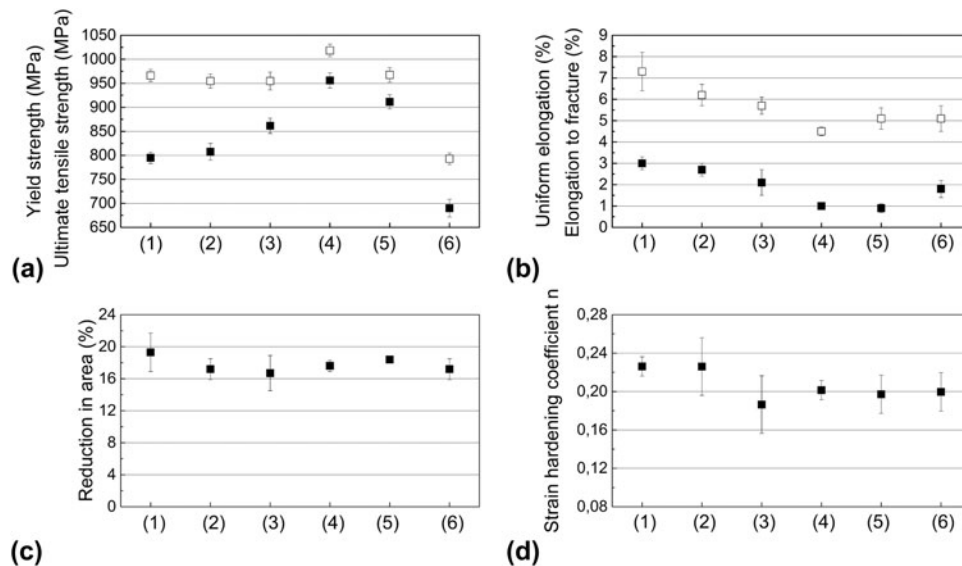 Yield strength (MPa)
Ultimate tensile strength (MPa)
1050
1000
950
900
850
800
750
700
650
(1) (2) (3) (4) (5) (6)
(a)
Uniform elongation (%)
Elongation to fracture (%)
9
8
7
6
5
4
3
2
1
0
(1) (2) (3) (4) (5) (6)
(b)
Reduction in area (%)
24
20
16
12
8
4
0
(1) (2) (3) (4) (5) (6)
(c)
Strain hardening coefficient n
0,28
0,24
0,20
0,16
0,12
0,08
(1) (2) (3) (4) (5) (6)
(d)